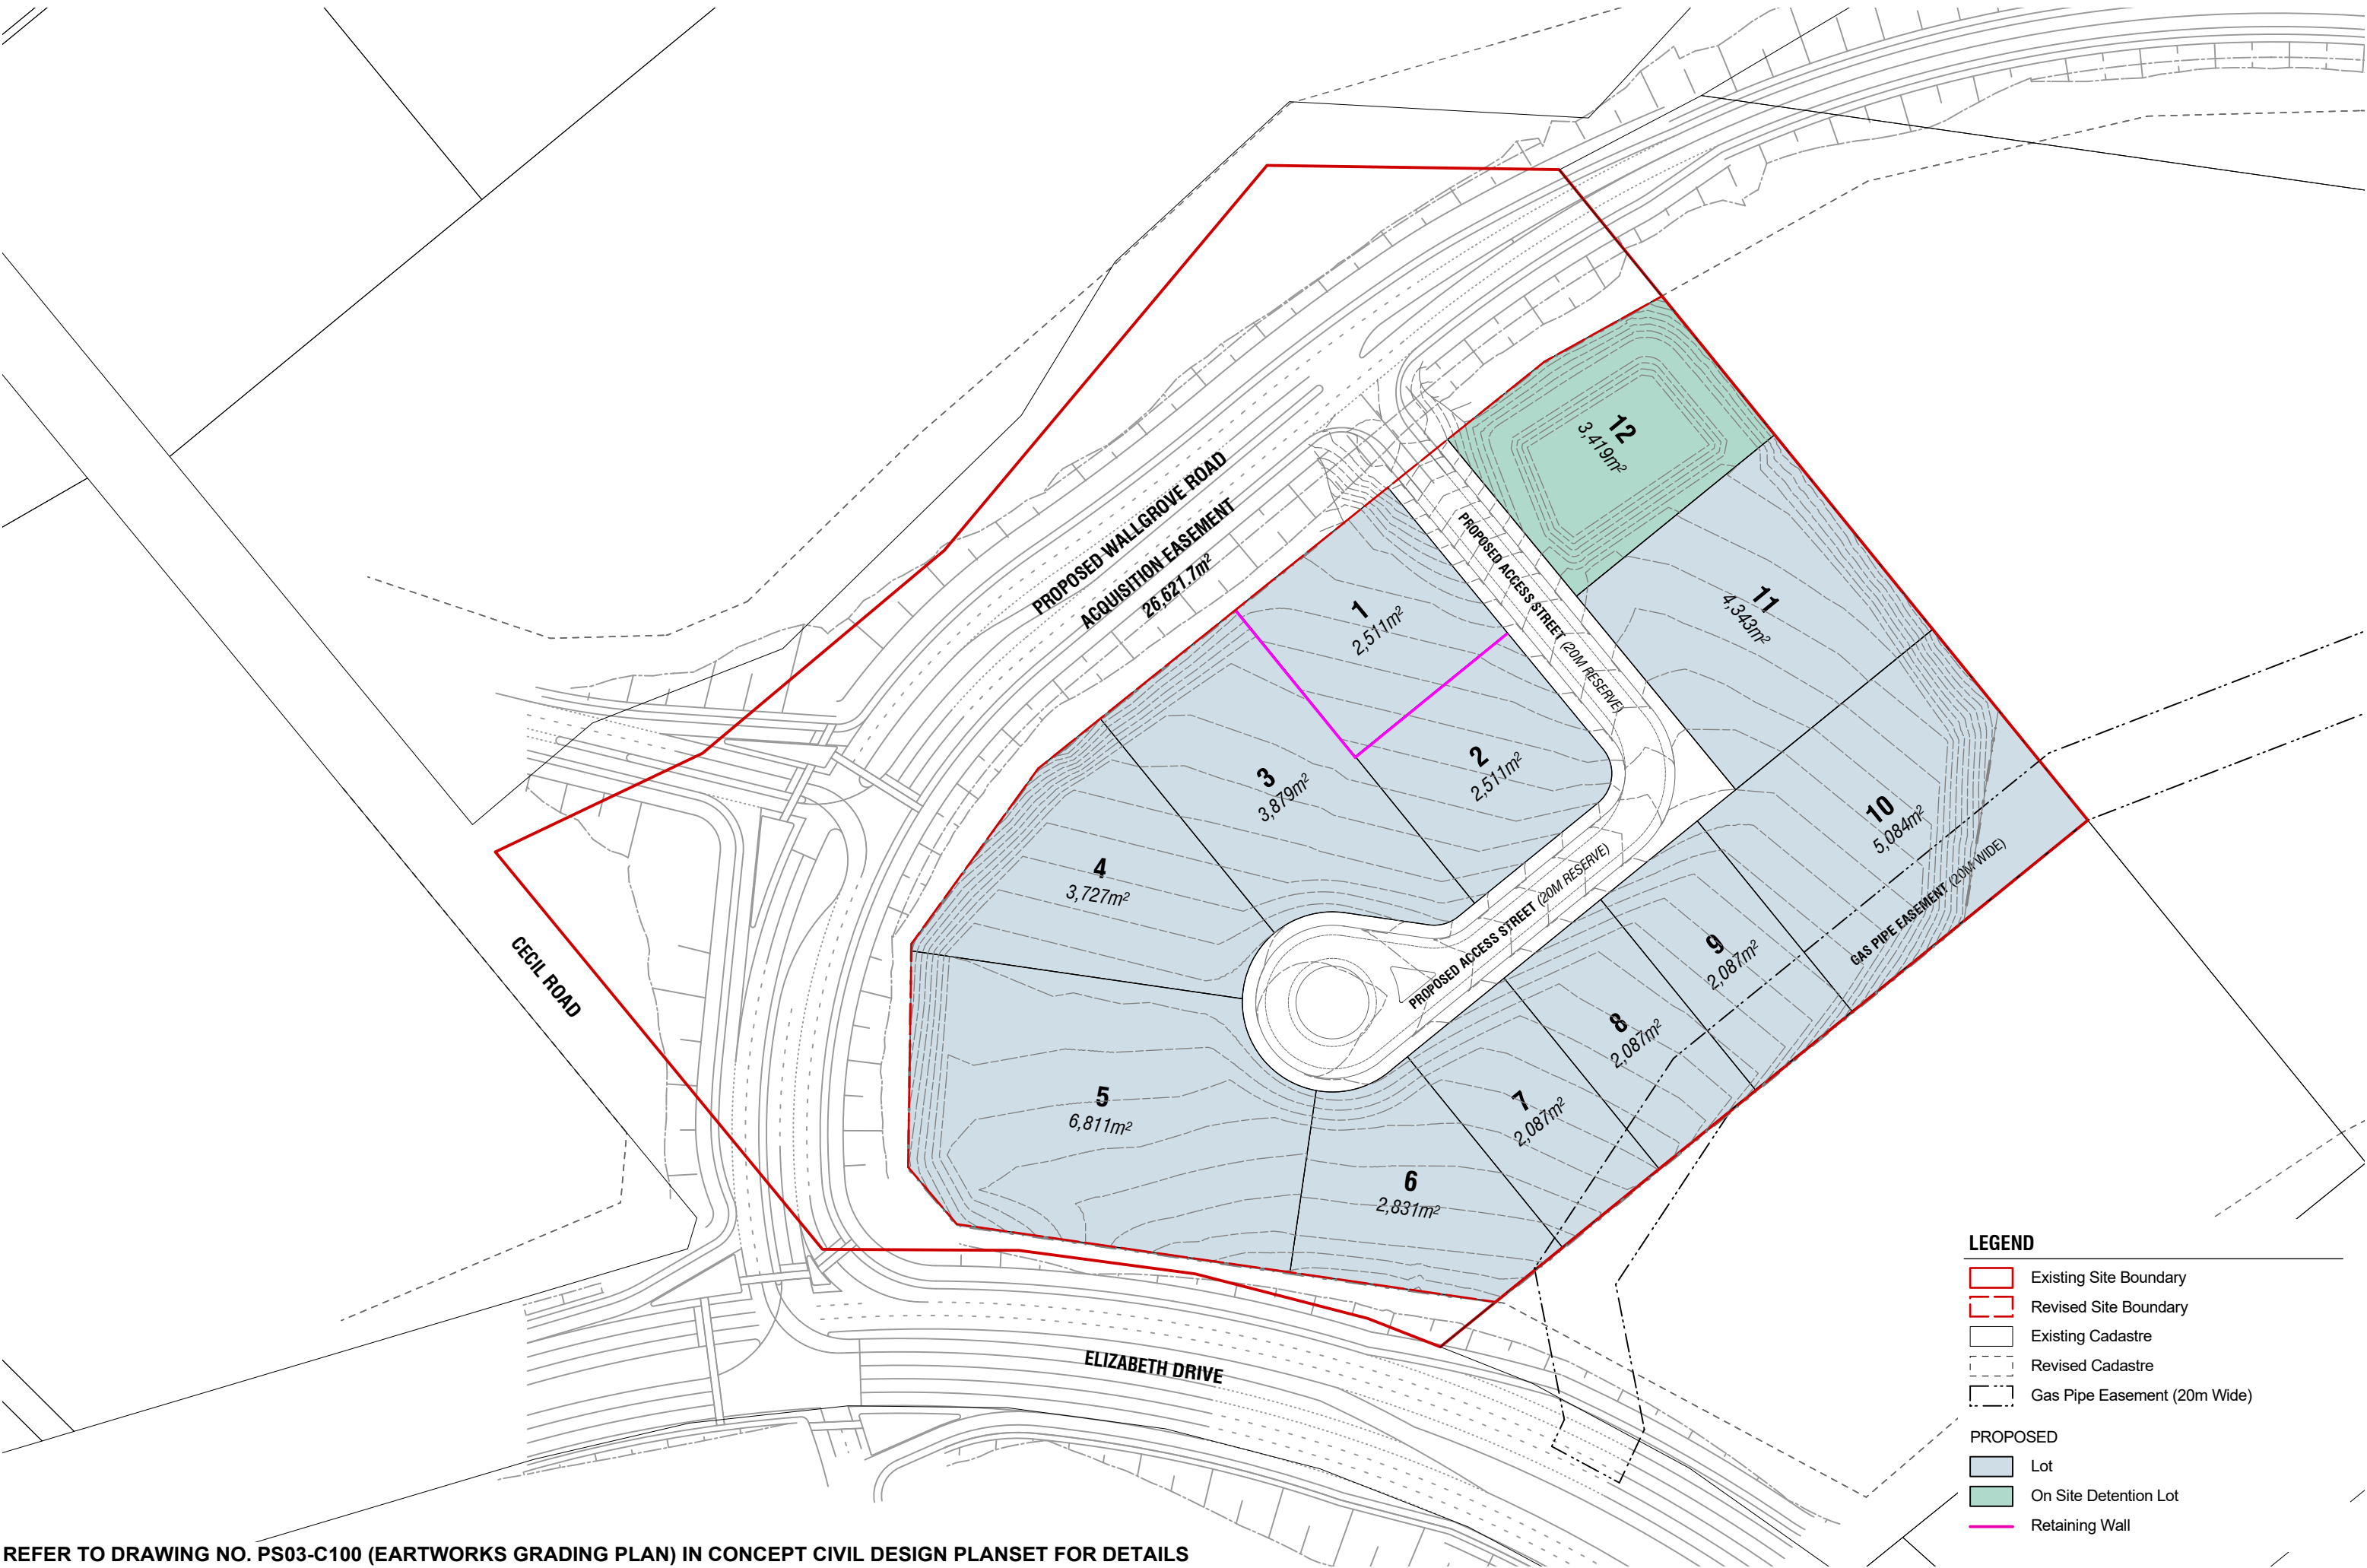 12
3,419m²
PROPOSED WALLGROVE ROAD
ACQUISITION EASEMENT
26,621.7m²
PROPOSED ACCESS STREET (20M RESERVE)
1
2,511m²
11
4,343m²
2
2,511m²
3
3,879m²
10
5,084m²
4
3,727m²
GAS PIPE EASEMENT (20M WIDE)
PROPOSED ACCESS STREET (20M RESERVE)
9
2,087m²
CECIL ROAD
8
2,087m²
5
6,811m²
7
2,087m²
6
2,831m²
ELIZABETH DRIVE
LEGEND
Existing Site Boundary
Revised Site Boundary
Existing Cadastre
Revised Cadastre
Gas Pipe Easement (20m Wide)
PROPOSED
Lot
On Site Detention Lot
Retaining Wall
REFER TO DRAWING NO. PS03-C100 (EARTWORKS GRADING PLAN) IN CONCEPT CIVIL DESIGN PLANSET FOR DETAILS